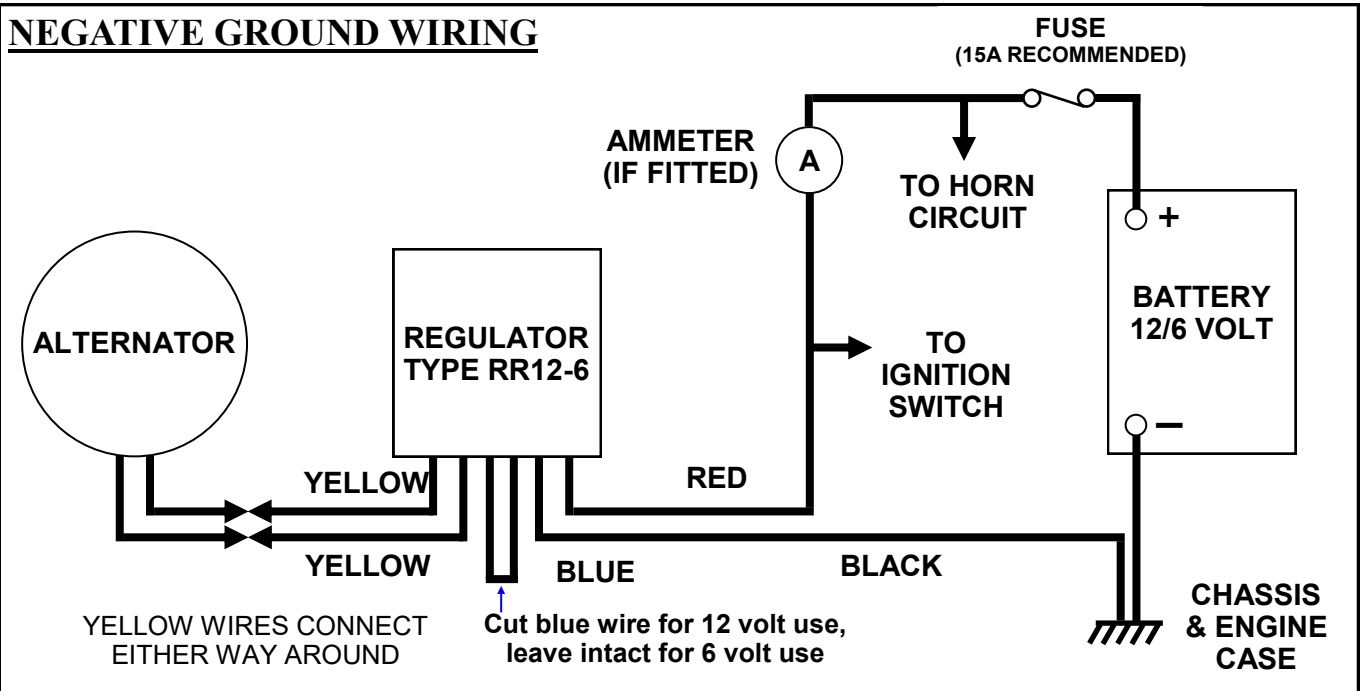 NEGATIVE GROUND WIRING
FUSE
(15A RECOMMENDED)
AMMETER
(IF FITTED)
A
TO HORN
CIRCUIT
+
BATTERY
12/6 VOLT
−
ALTERNATOR
REGULATOR
TYPE RR12-6
TO
IGNITION
SWITCH
YELLOW
RED
YELLOW
BLUE
BLACK
YELLOW WIRES CONNECT
EITHER WAY AROUND
Cut blue wire for 12 volt use,
leave intact for 6 volt use
CHASSIS
& ENGINE
CASE